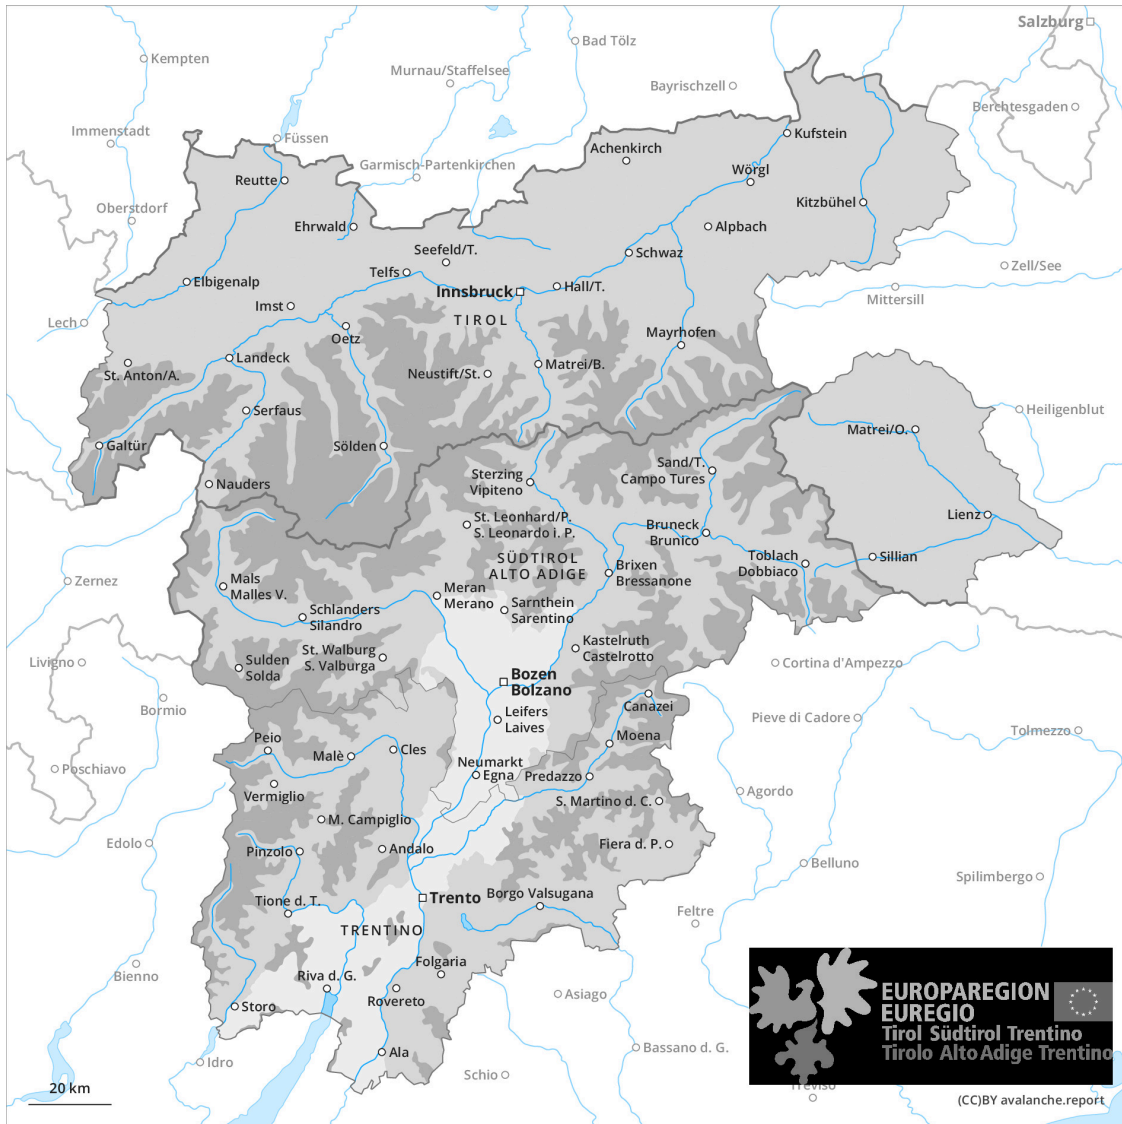 Salzburg
Bad Tölz
Kempten
Murnau/Staffelsee
Bayrischzell
Berchtesgaden
Immenstadt
Füssen
Kufstein
Achenkirch
Garmisch-Partenkirchen
Wörgl
Reutte
Oberstdorf
Kitzbühel
Ehrwald
Alpbach
Seefeld/T.
Schwaz
Zell/See
Telfs
Elbigenalp
Hall/T.
Innsbruck
Mittersill
Imst
Lech
TIROL
Oetz
Mayrhofen
Landeck
Matrei/B.
St. Anton/A.
Neustift/St.
Serfaus
Heiligenblut
Matrei/O.
Galtür
Sölden
Sand/T.
Campo Tures
Sterzing
Vipiteno
Nauders
Lienz
St. Leonhard/P.
S. Leonardo i. P.
Bruneck
Brunico
SÜDTIROL
ALTO ADIGE
Toblach
Dobbiaco
Sillian
Brixen
Bressanone
Zernez
Mals
Malles V.
Meran
Merano
Sarnthein
Sarentino
Schlanders
Silandro
Kastelruth
Castelrotto
St. Walburg
S. Valburga
Livigno
Sulden
Solda
Cortina d'Ampezzo
Bozen
Bolzano
Canazei
Bormio
Leifers
Laives
Pieve di Cadore
Tolmezzo
Moena
Peio
Cles
Malè
Neumarkt
Egna
Predazzo
Poschiavo
Vermiglio
Agordo
S. Martino d. C.
M. Campiglio
Edolo
Pinzolo
Andalo
Fiera d. P.
Belluno
Spilimbergo
Borgo Valsugana
Trento
Tione d. T.
Feltre
TRENTINO
Folgaria
Bienno
Riva d. G.
Rovereto
Asiago
Storo
EUROPAREGION
EUREGIO
Tirol Südtirol Trentino
Tirolo Alto Adige Trentino
Ala
Bassano d. G.
Idro
Schio
Treviso
20 km
(CC)BY avalanche.report